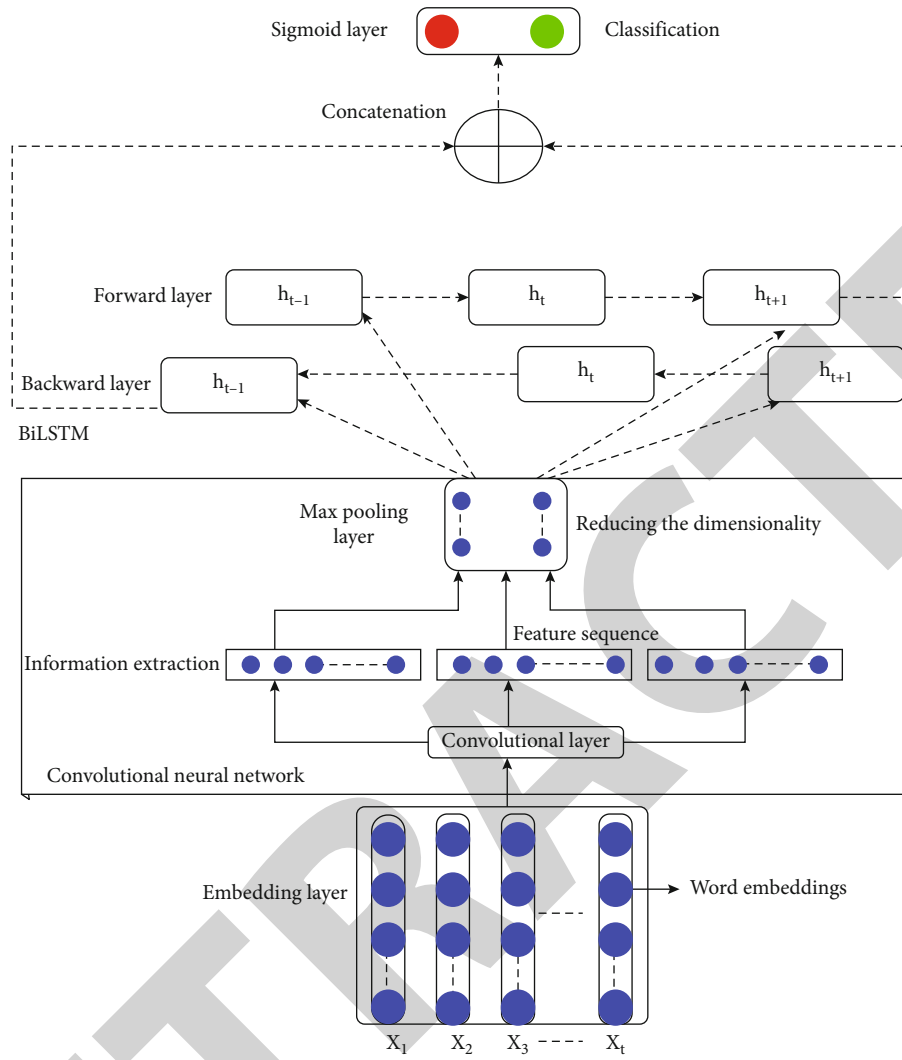 Sigmoid layer
Classification
Concatenation
Forward layer
h_{t–1}
h_t
h_{t+1}
Backward layer
h_{t–1}
h_t
h_{t+1}
BiLSTM
Max pooling
layer
Reducing the dimensionality
Feature sequence
Information extraction
Convolutional layer
Convolutional neural network
Embedding layer
Word embeddings
X_1 X_2 X_3 X_t